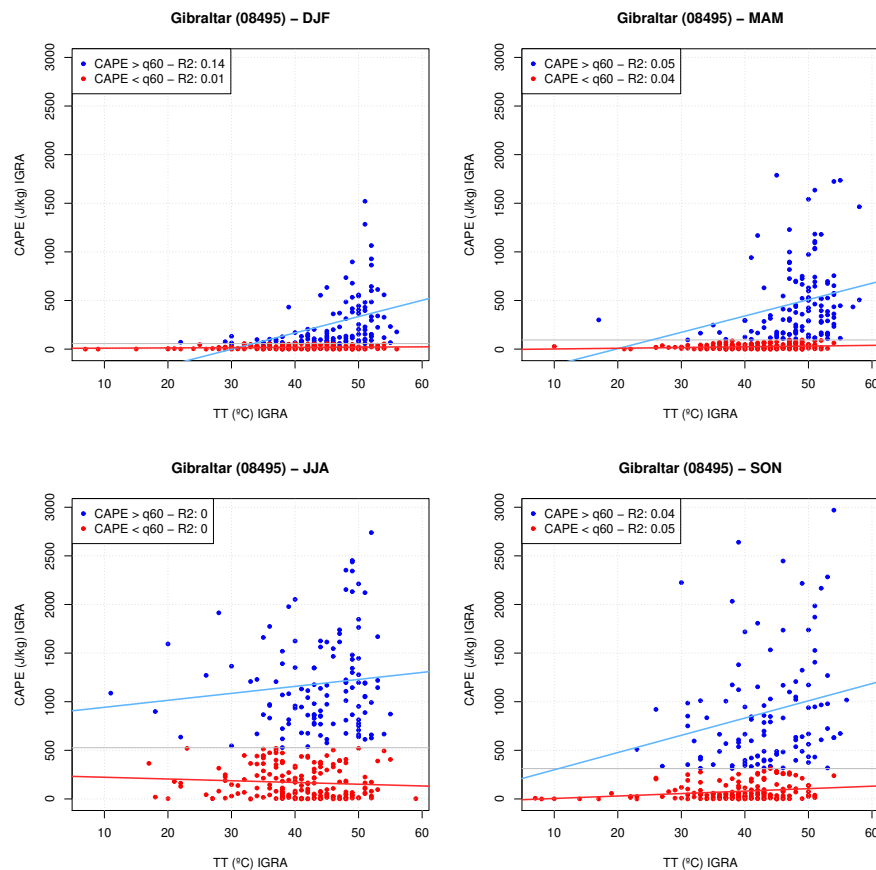 Gibraltar (08495) − DJF
CAPE > q60 − R2: 0.14
CAPE < q60 − R2: 0.01
CAPE (J/kg) IGRA
0 500 1000 1500 2000 2500 3000
10 20 30 40 50 60
TT (ºC) IGRA
Gibraltar (08495) − MAM
CAPE > q60 − R2: 0.05
CAPE < q60 − R2: 0.04
CAPE (J/kg) IGRA
0 500 1000 1500 2000 2500 3000
10 20 30 40 50 60
TT (ºC) IGRA
Gibraltar (08495) − JJA
CAPE > q60 − R2: 0
CAPE < q60 − R2: 0
CAPE (J/kg) IGRA
0 500 1000 1500 2000 2500 3000
10 20 30 40 50 60
TT (ºC) IGRA
Gibraltar (08495) − SON
CAPE > q60 − R2: 0.04
CAPE < q60 − R2: 0.05
CAPE (J/kg) IGRA
0 500 1000 1500 2000 2500 3000
10 20 30 40 50 60
TT (ºC) IGRA